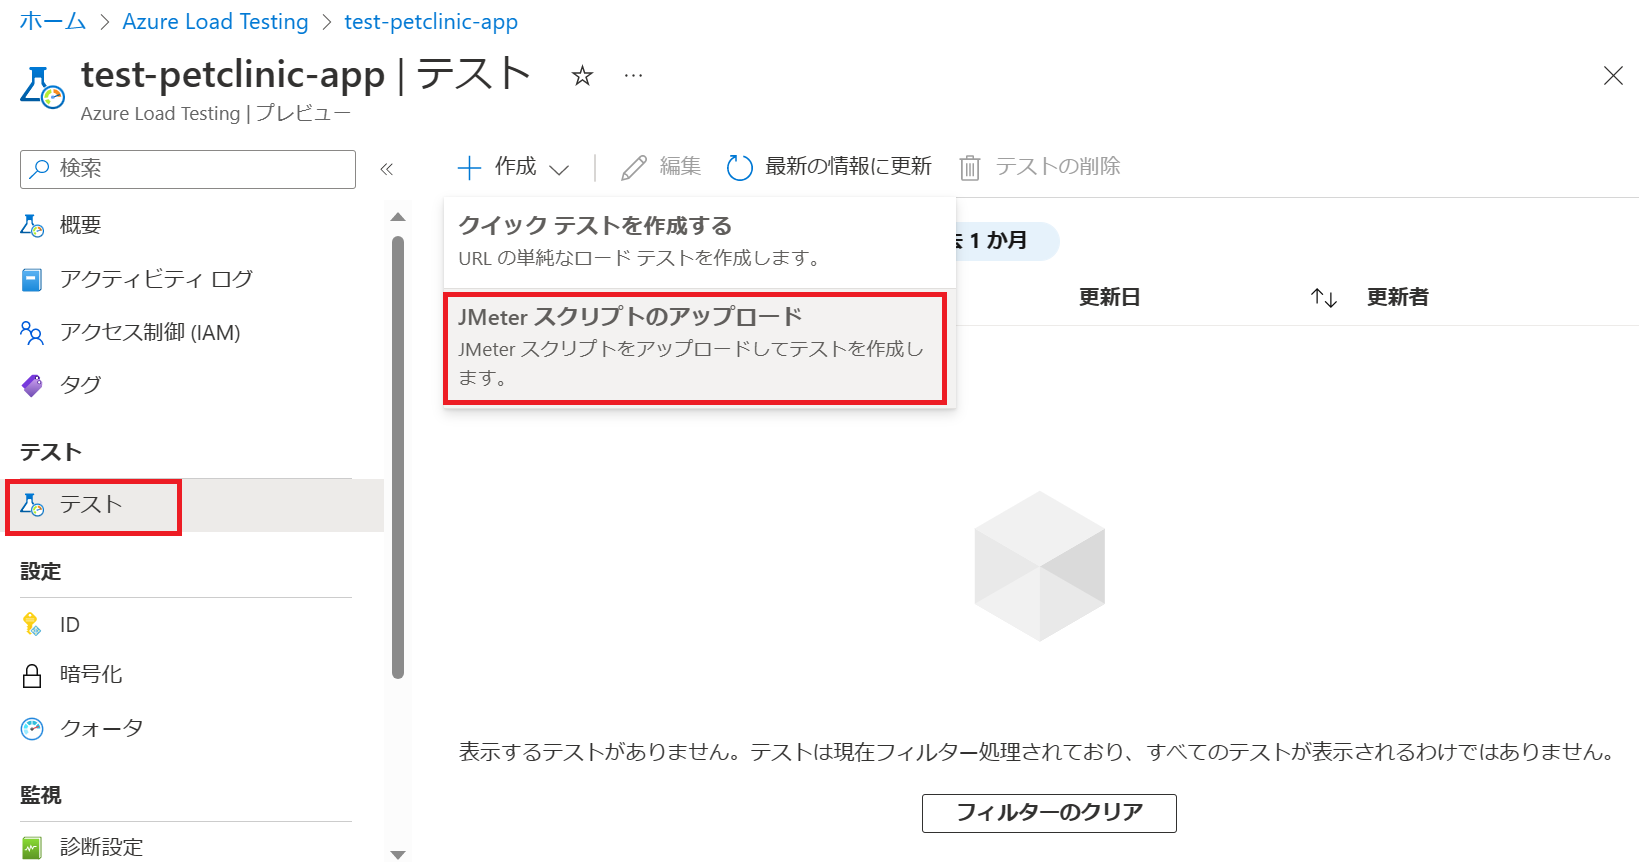 ホーム > Azure Load Testing > test-petclinic-app
test-petclinic-app | テスト
Azure Load Testing | プレビュー
検索
作成
編集
最新の情報に更新
テストの削除
概要
アクティビティ ログ
アクセス制御 (IAM)
タグ
テスト
テスト
設定
ID
暗号化
クォータ
監視
診断設定
クイック テストを作成する
URL の単純なロード テストを作成します。
JMeter スクリプトのアップロード
JMeter スクリプトをアップロードしてテストを作成し
ます。
1 か月
更新日
更新者
表示するテストがありません。テストは現在フィルター処理されており、すべてのテストが表示されるわけではありません。
フィルターのクリア